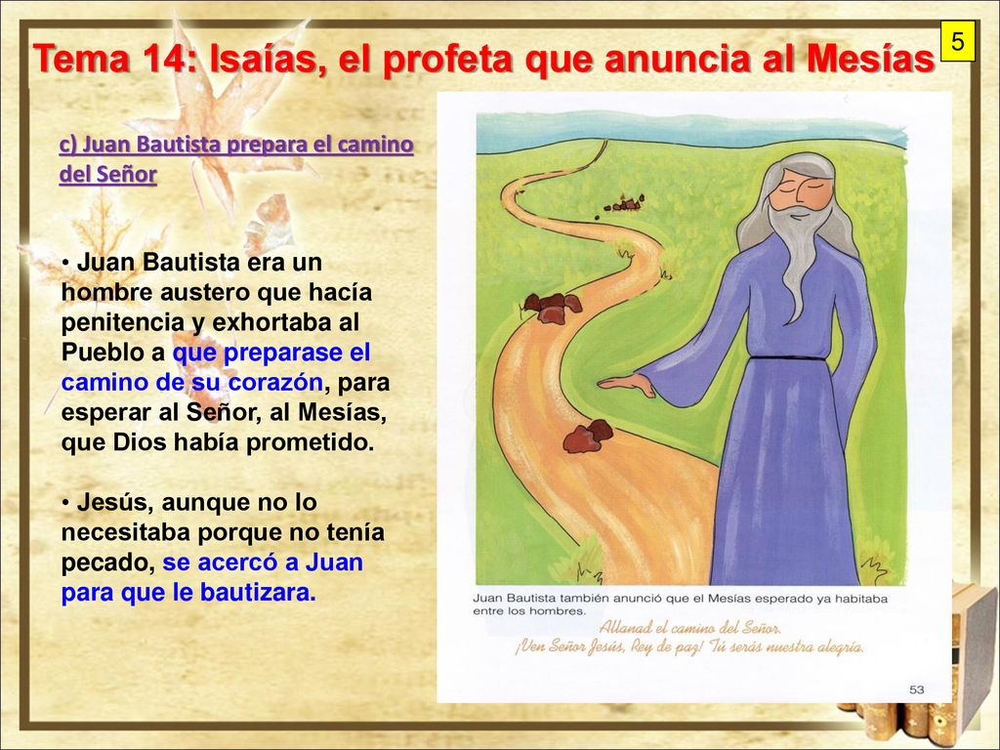 Tema 14: Isaías, el profeta que anuncia al Mesías
5
c) Juan Bautista prepara el camino
del Señor
• Juan Bautista era un
hombre austero que hacía
penitencia y exhortaba al
Pueblo a que preparase el
camino de su corazón, para
esperar al Señor, al Mesías,
que Dios había prometido.
• Jesús, aunque no lo
necesitaba porque no tenía
pecado, se acercó a Juan
para que le bautizara.
Juan Bautista también anunció que el Mesías esperado ya habitaba
entre los hombres.
Allanad el camino del Señor.
¡Ven Señor Jesús, Rey de paz! Tú serás nuestra alegría.
53